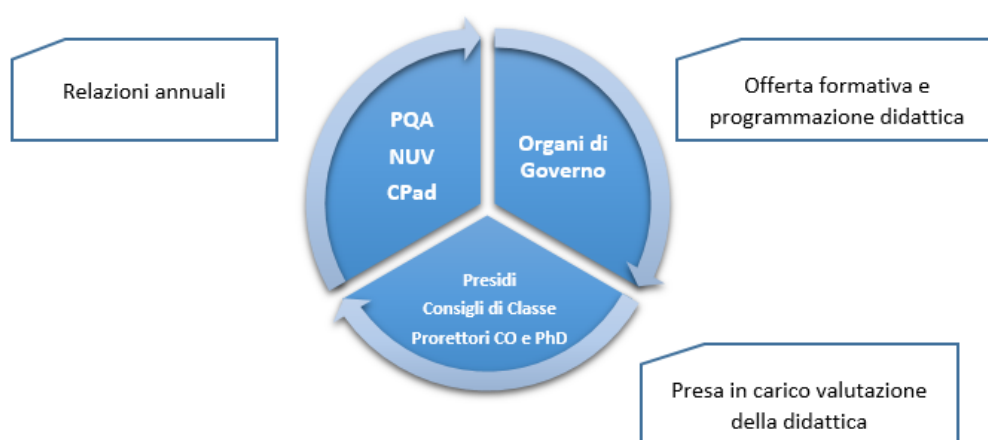 Relazioni annuali
Offerta formativa e
programmazione didattica
PQA
NUV
CPad
Organi di
Governo
Presidi
Consigli di Classe
Prorettori CO e PhD
Presa in carico valutazione
della didattica